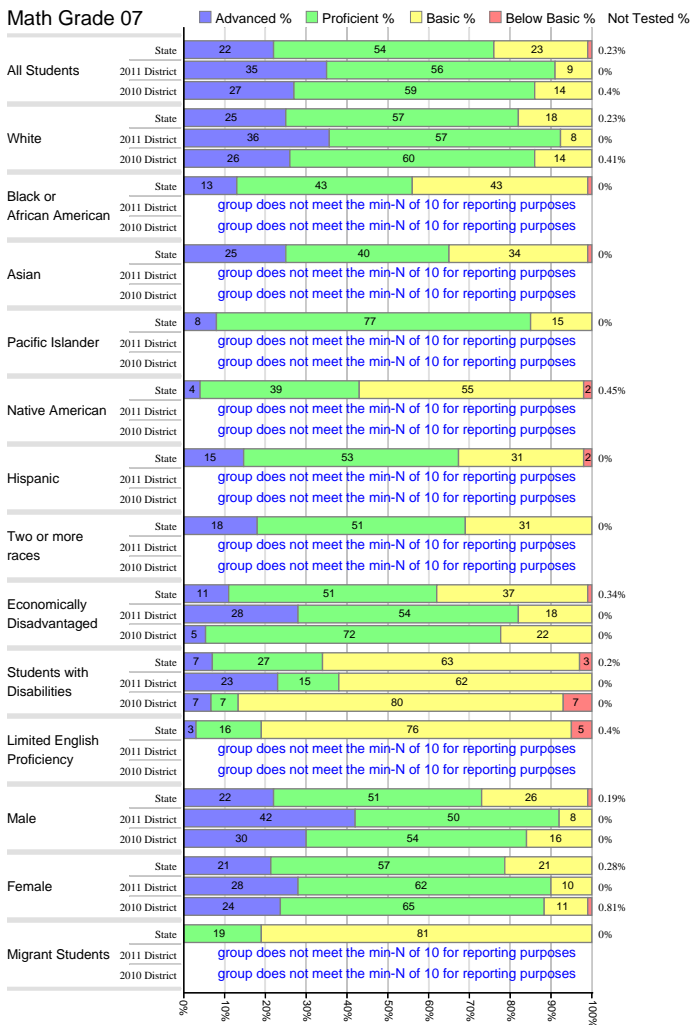 Math Grade 07
Advanced % Proficient % Basic % Below Basic % Not Tested %
All Students
State 22 54 23 0.23%
2011 District 35 56 9 0%
2010 District 27 59 14 0.4%
White
State 25 57 18 0.23%
2011 District 36 57 8 0%
2010 District 26 60 14 0.41%
Black or
African American
State 13 43 43 0%
2011 District group does not meet the min-N of 10 for reporting purposes
2010 District group does not meet the min-N of 10 for reporting purposes
Asian
State 25 40 34 0%
2011 District group does not meet the min-N of 10 for reporting purposes
2010 District group does not meet the min-N of 10 for reporting purposes
Pacific Islander
State 8 77 15 0%
2011 District group does not meet the min-N of 10 for reporting purposes
2010 District group does not meet the min-N of 10 for reporting purposes
Native American
State 4 39 55 2 0.45%
2011 District group does not meet the min-N of 10 for reporting purposes
2010 District group does not meet the min-N of 10 for reporting purposes
Hispanic
State 15 53 31 2 0%
2011 District group does not meet the min-N of 10 for reporting purposes
2010 District group does not meet the min-N of 10 for reporting purposes
Two or more
races
State 18 51 31 0%
2011 District group does not meet the min-N of 10 for reporting purposes
2010 District group does not meet the min-N of 10 for reporting purposes
Economically
Disadvantaged
State 11 51 37 0.34%
2011 District 28 54 18 0%
2010 District 5 72 22 0%
Students with
Disabilities
State 7 27 63 3 0.2%
2011 District 23 15 62 0%
2010 District 7 7 80 7 0%
Limited English
Proficiency
State 3 16 76 5 0.4%
2011 District group does not meet the min-N of 10 for reporting purposes
2010 District group does not meet the min-N of 10 for reporting purposes
Male
State 22 51 26 0.19%
2011 District 42 50 8 0%
2010 District 30 54 16 0%
Female
State 21 57 21 0.28%
2011 District 28 62 10 0%
2010 District 24 65 11 0.81%
Migrant Students
State 19 81 0%
2011 District group does not meet the min-N of 10 for reporting purposes
2010 District group does not meet the min-N of 10 for reporting purposes
0% 10% 20% 30% 40% 50% 60% 70% 80% 90% 100%